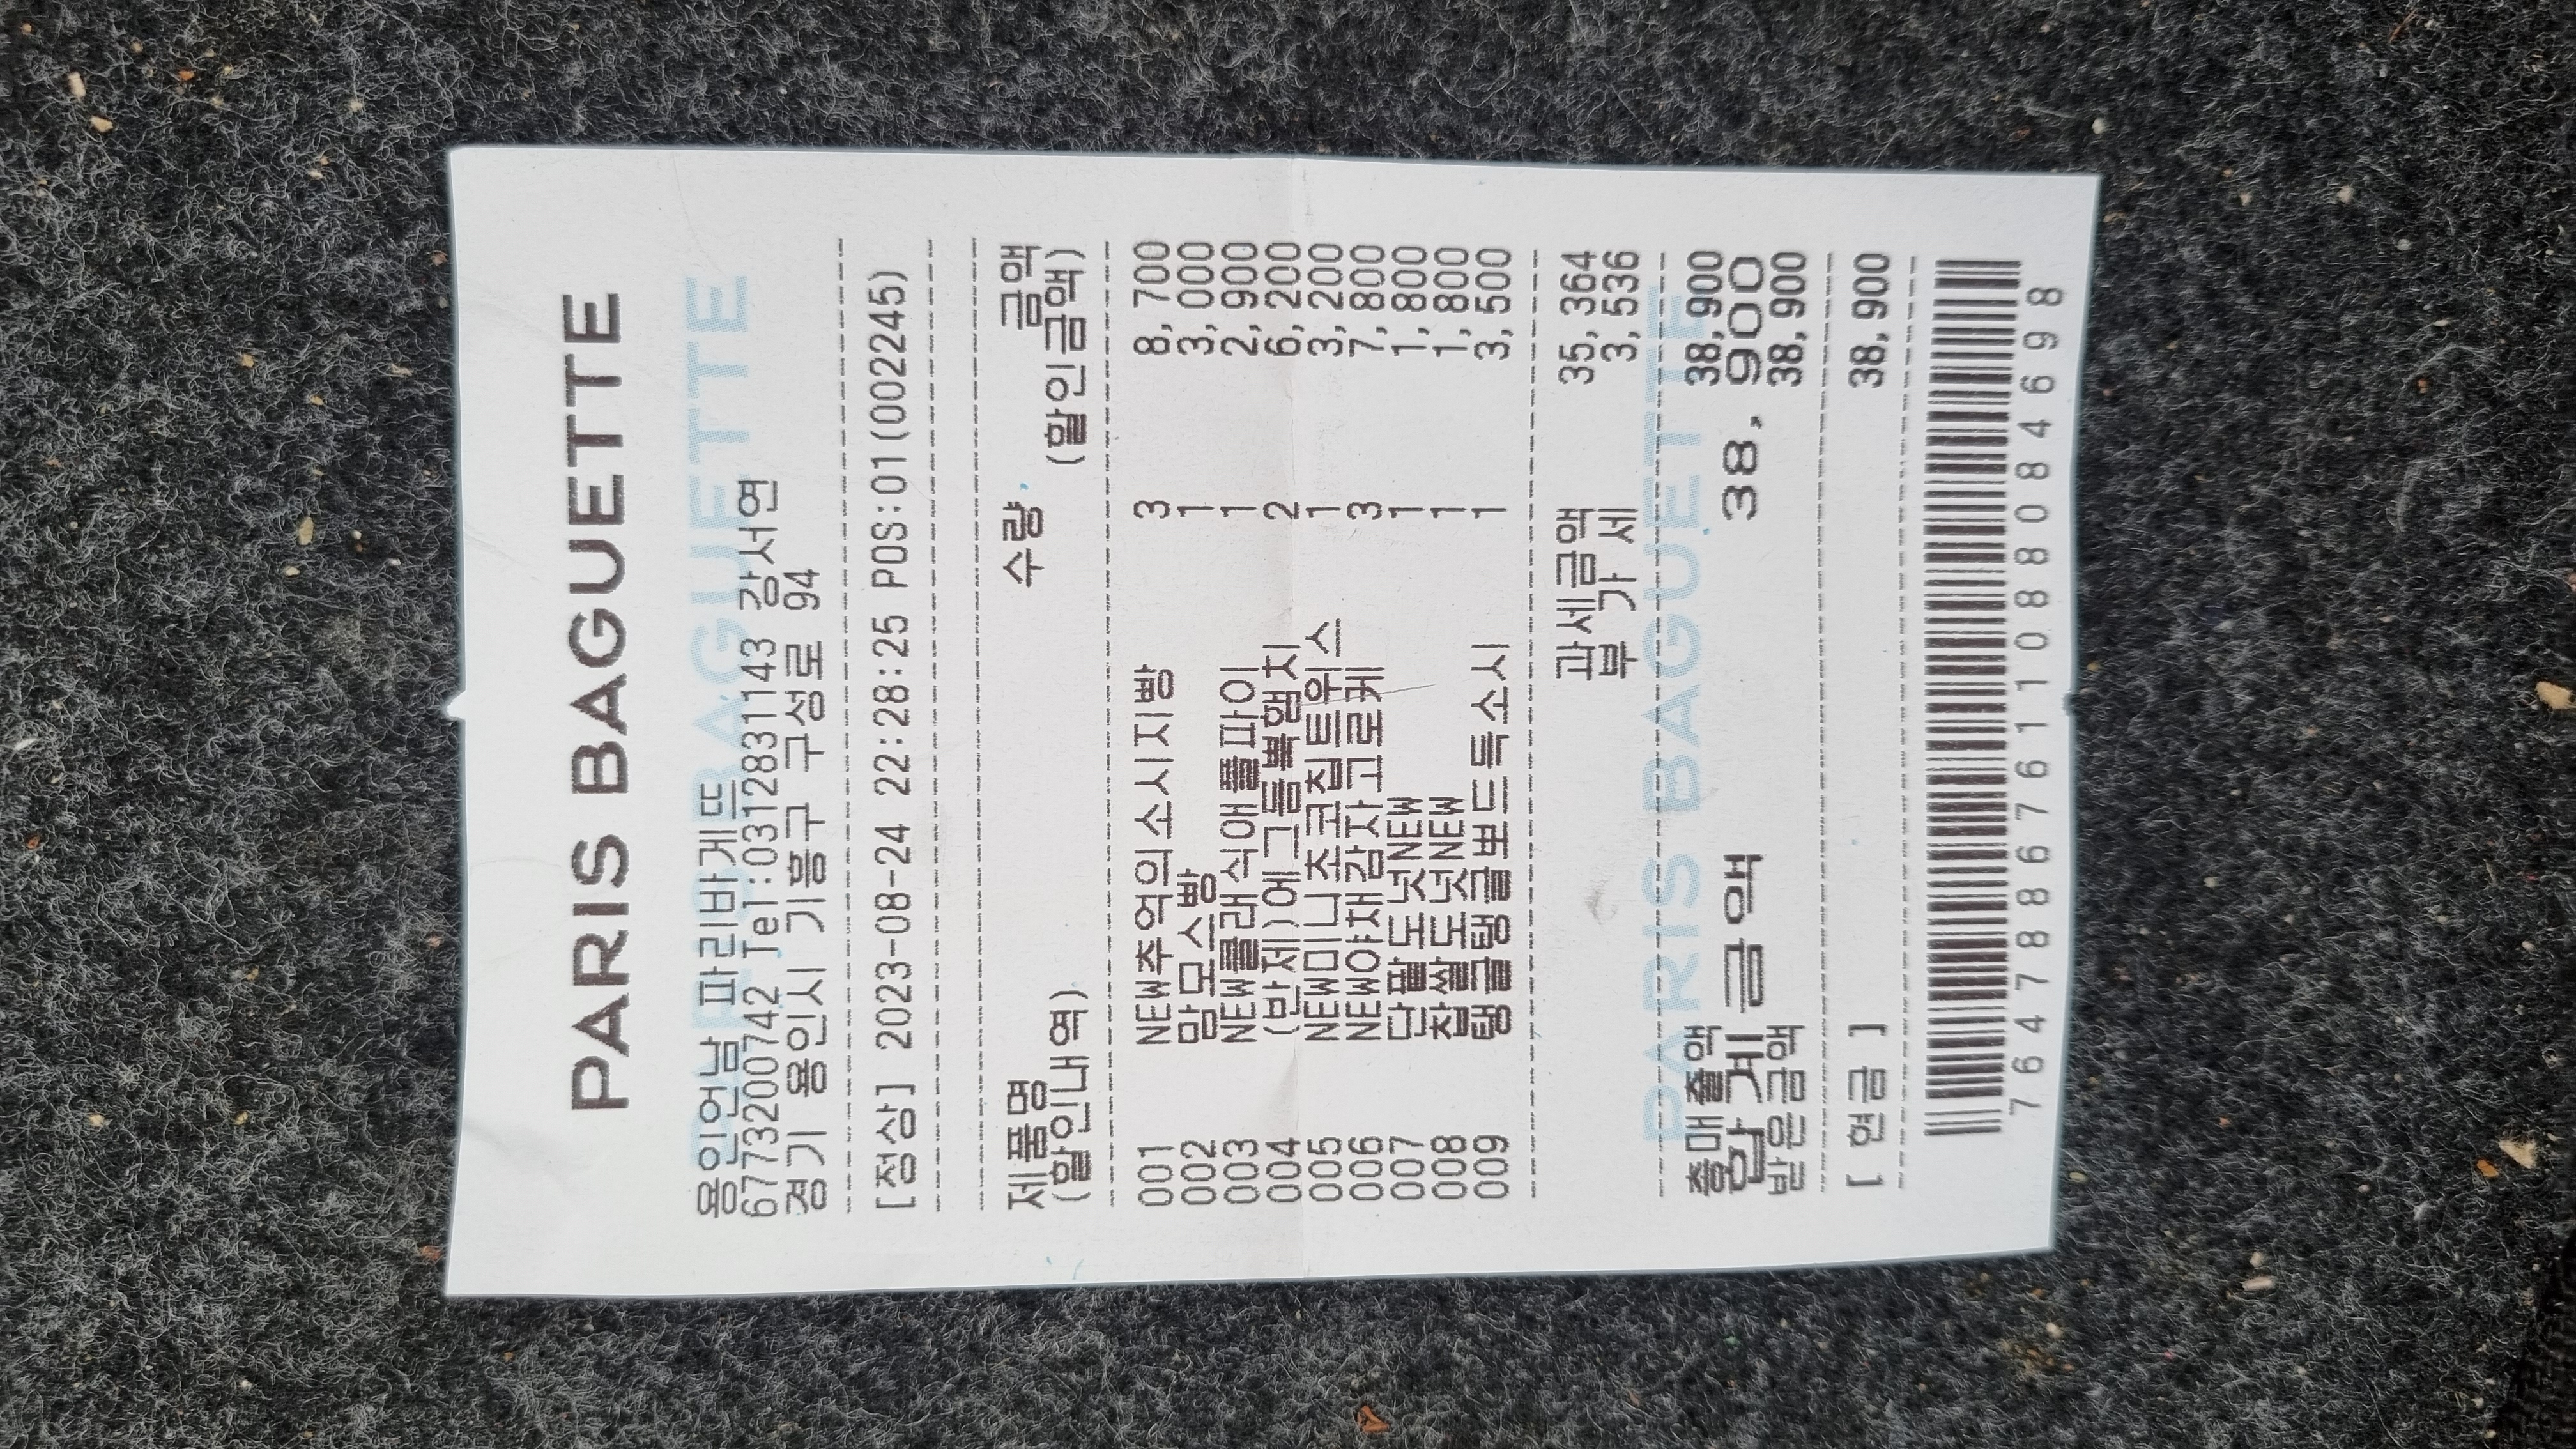 PARIS BAGUETTE
용인언남 파리바게뜨
6777320​0742 Tel:0312831143 강서연
경기 용인시 기흥구 구성로 94
[정상] 2023-08-24 22:28:25 POS:01(002245)
제품명 수량 금액
(할인내역) (할인금액)
001 NEW추억의소시지빵 3 8,700
002 맘모스빵 1 3,000
003 NEW클래식애플파이 1 2,900
004 (반제)에그듬뿍햄치 2 6,200
005 NEW미니초코칩트위스 1 3,200
006 NEW야채감자고로케 3 7,800
007 단팥도넛NEW 1 1,800
008 찹쌀도넛NEW 1 1,800
009 탱글탱글뽀드득소시 1 3,500
과세금액 35,364
부 가 세 3,536
총매출액 38,900
합 계 금 액 38,900
받은금액 38,900
[ 현금 ] 38,900
PARIS BAGUETTE
PARIS BAGUETTE
76478867611088084698